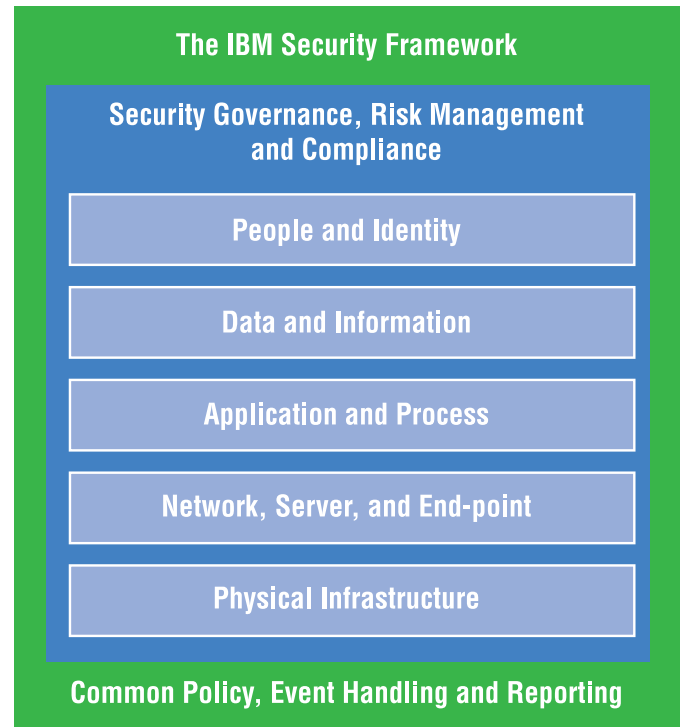 The IBM Security Framework
Security Governance, Risk Management
and Compliance
People and Identity
Data and Information
Application and Process
Network, Server, and End-point
Physical Infrastructure
Common Policy, Event Handling and Reporting